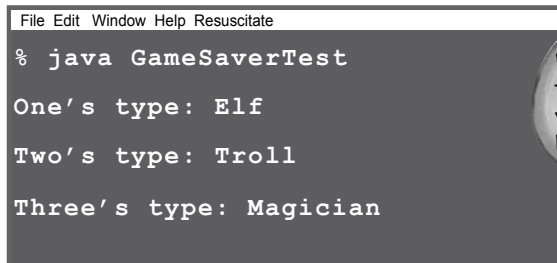 File Edit Window Help Resuscitate
% java GameSaverTest
One’s type: Elf
Two’s type: Troll
Three’s type: Magician